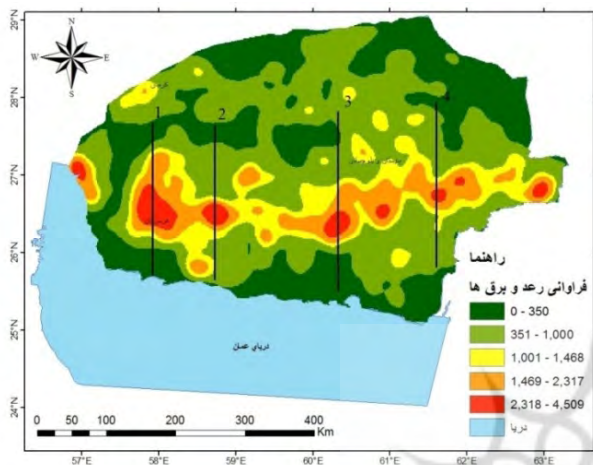 N
W E
S
29°N
28°N
27°N
26°N
25°N
24°N
1
2
3
4
دریای عمان
راهنما
فراوانی رعد و برق ها
0 - 350
351 - 1,000
1,001 - 1,468
1,469 - 2,317
2,318 - 4,509
دریا
0 25 50 100 200 300 400
Km
57°E 58°E 59°E 60°E 61°E 62°E 63°E